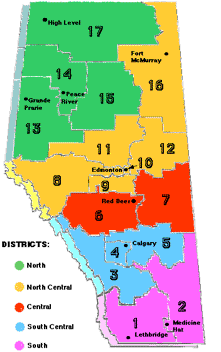 High Level
17
Fort
McMurray
14
Peace
River
15
16
Grande
Prairie
13
11
12
10
Edmonton
8
9
7
Red Deer
6
5
Calgary
4
3
DISTRICTS:
North
North Central
Central
South Central
South
2
1
Medicine
Hat
Lethbridge